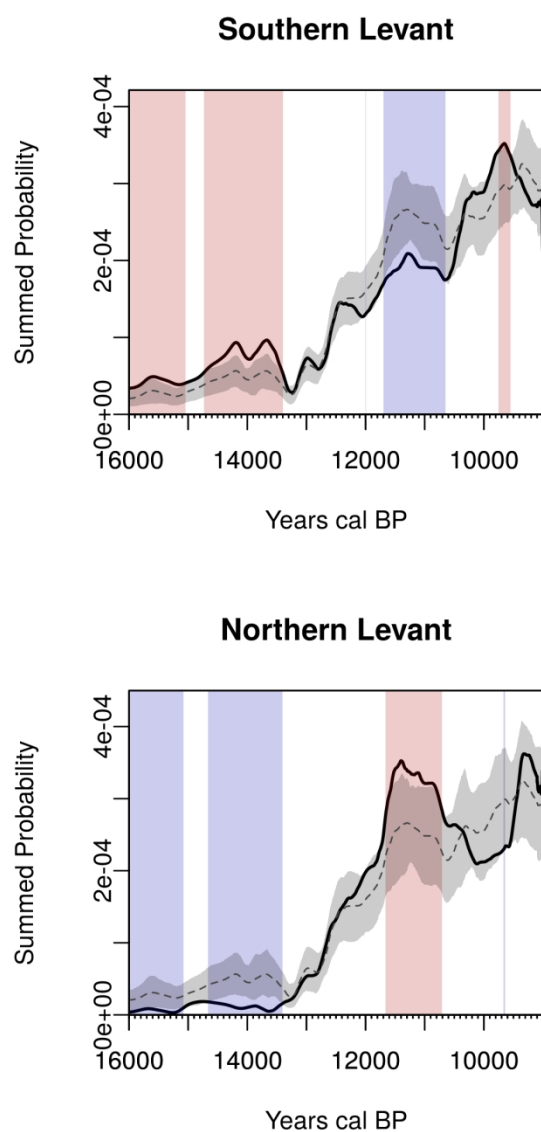 Southern Levant
Summed Probability
4e-04
2e-04
0e+00
16000 14000 12000 10000
Years cal BP
Northern Levant
Summed Probability
4e-04
2e-04
0e+00
16000 14000 12000 10000
Years cal BP